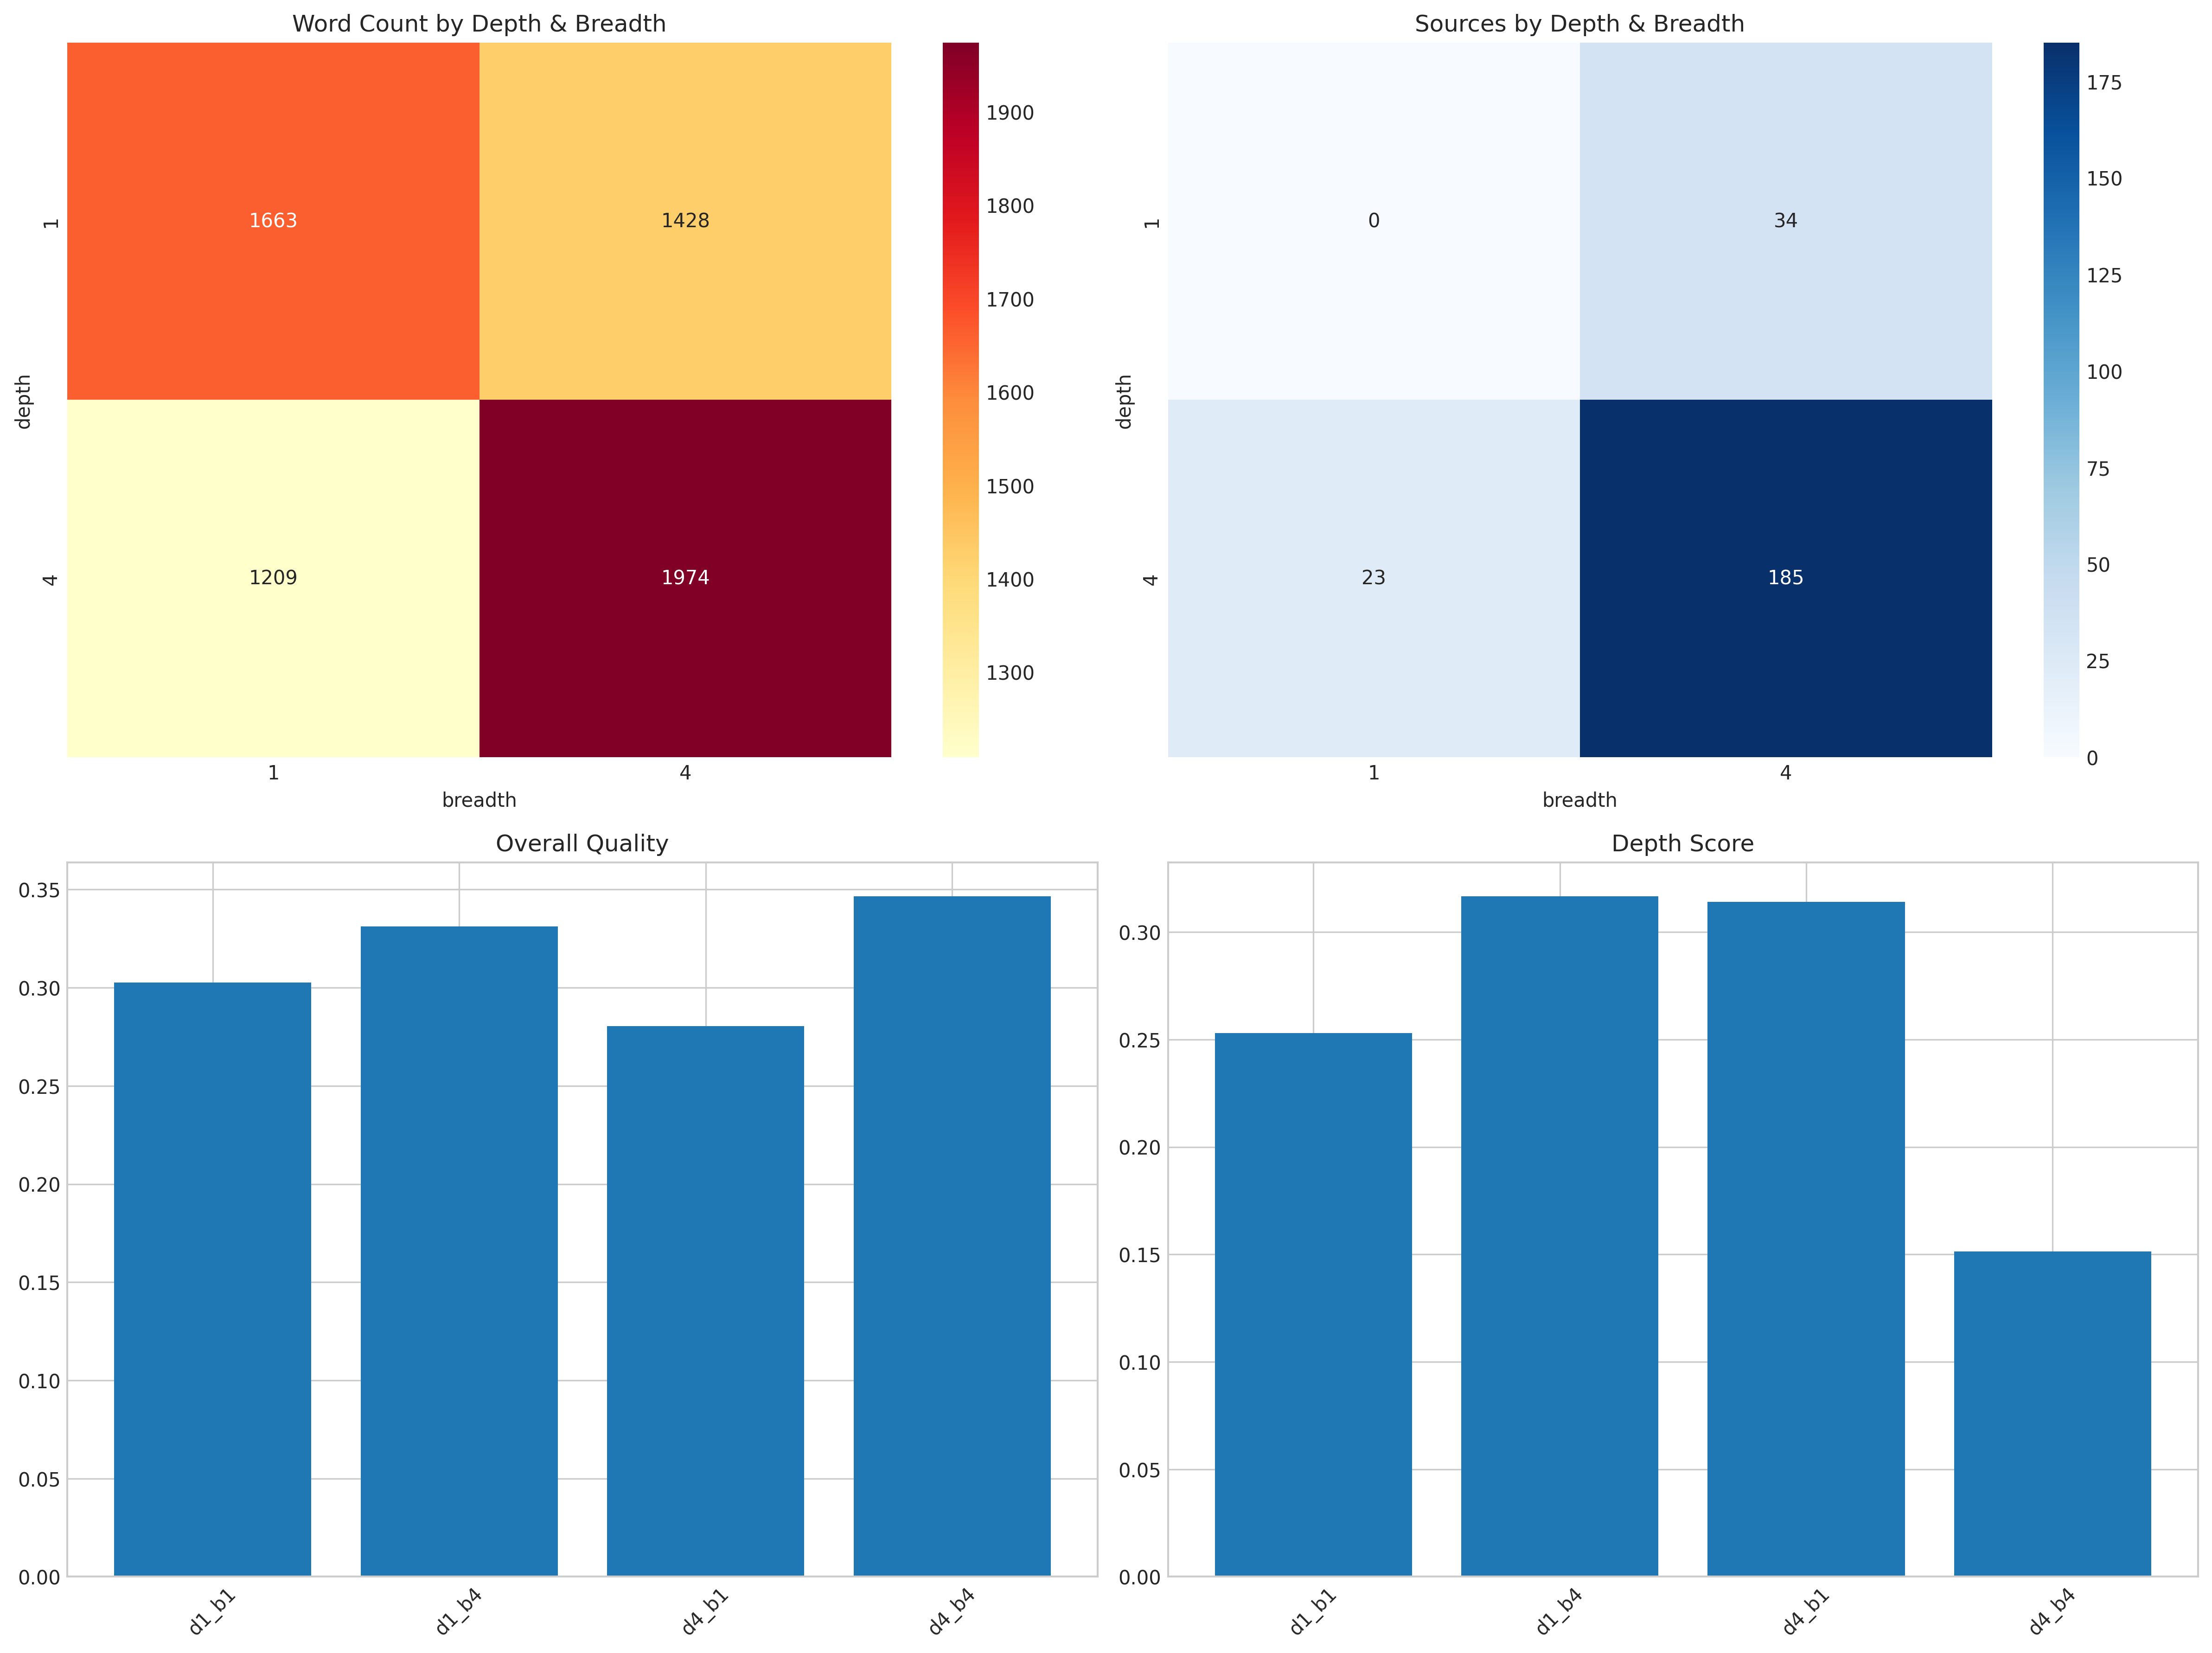 Word Count by Depth & Breadth
1663
1428
1209
1974
1
4
depth
1
4
breadth
1900
1800
1700
1600
1500
1400
1300
Sources by Depth & Breadth
0
34
23
185
1
4
depth
1
4
breadth
175
150
125
100
75
50
25
0
Overall Quality
0.35
0.30
0.25
0.20
0.15
0.10
0.05
0.00
d1_b1
d1_b4
d4_b1
d4_b4
Depth Score
0.30
0.25
0.20
0.15
0.10
0.05
0.00
d1_b1
d1_b4
d4_b1
d4_b4